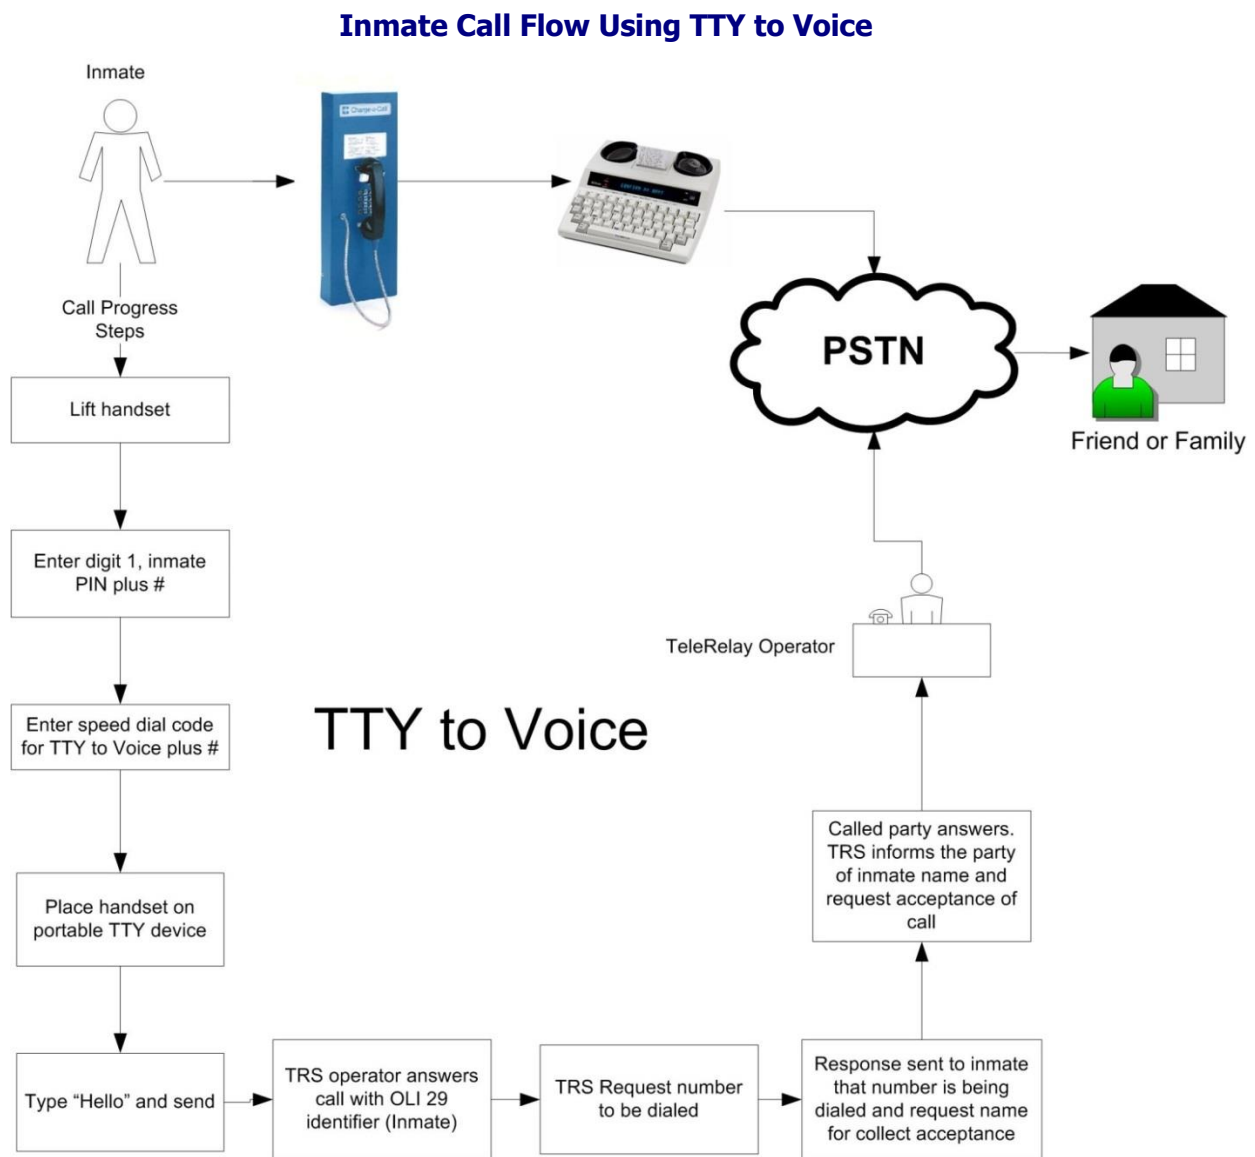 Inmate Call Flow Using TTY to Voice
Inmate
Charge-a-Call
Call Progress
Steps
Lift handset
Enter digit 1, inmate
PIN plus #
Enter speed dial code
for TTY to Voice plus #
Place handset on
portable TTY device
Type “Hello” and send
TRS operator answers
call with OLI 29
identifier (Inmate)
TRS Request number
to be dialed
Response sent to inmate
that number is being
dialed and request name
for collect acceptance
Called party answers.
TRS informs the party
of inmate name and
request acceptance of
call
TeleRelay Operator
PSTN
Friend or Family
TTY to Voice